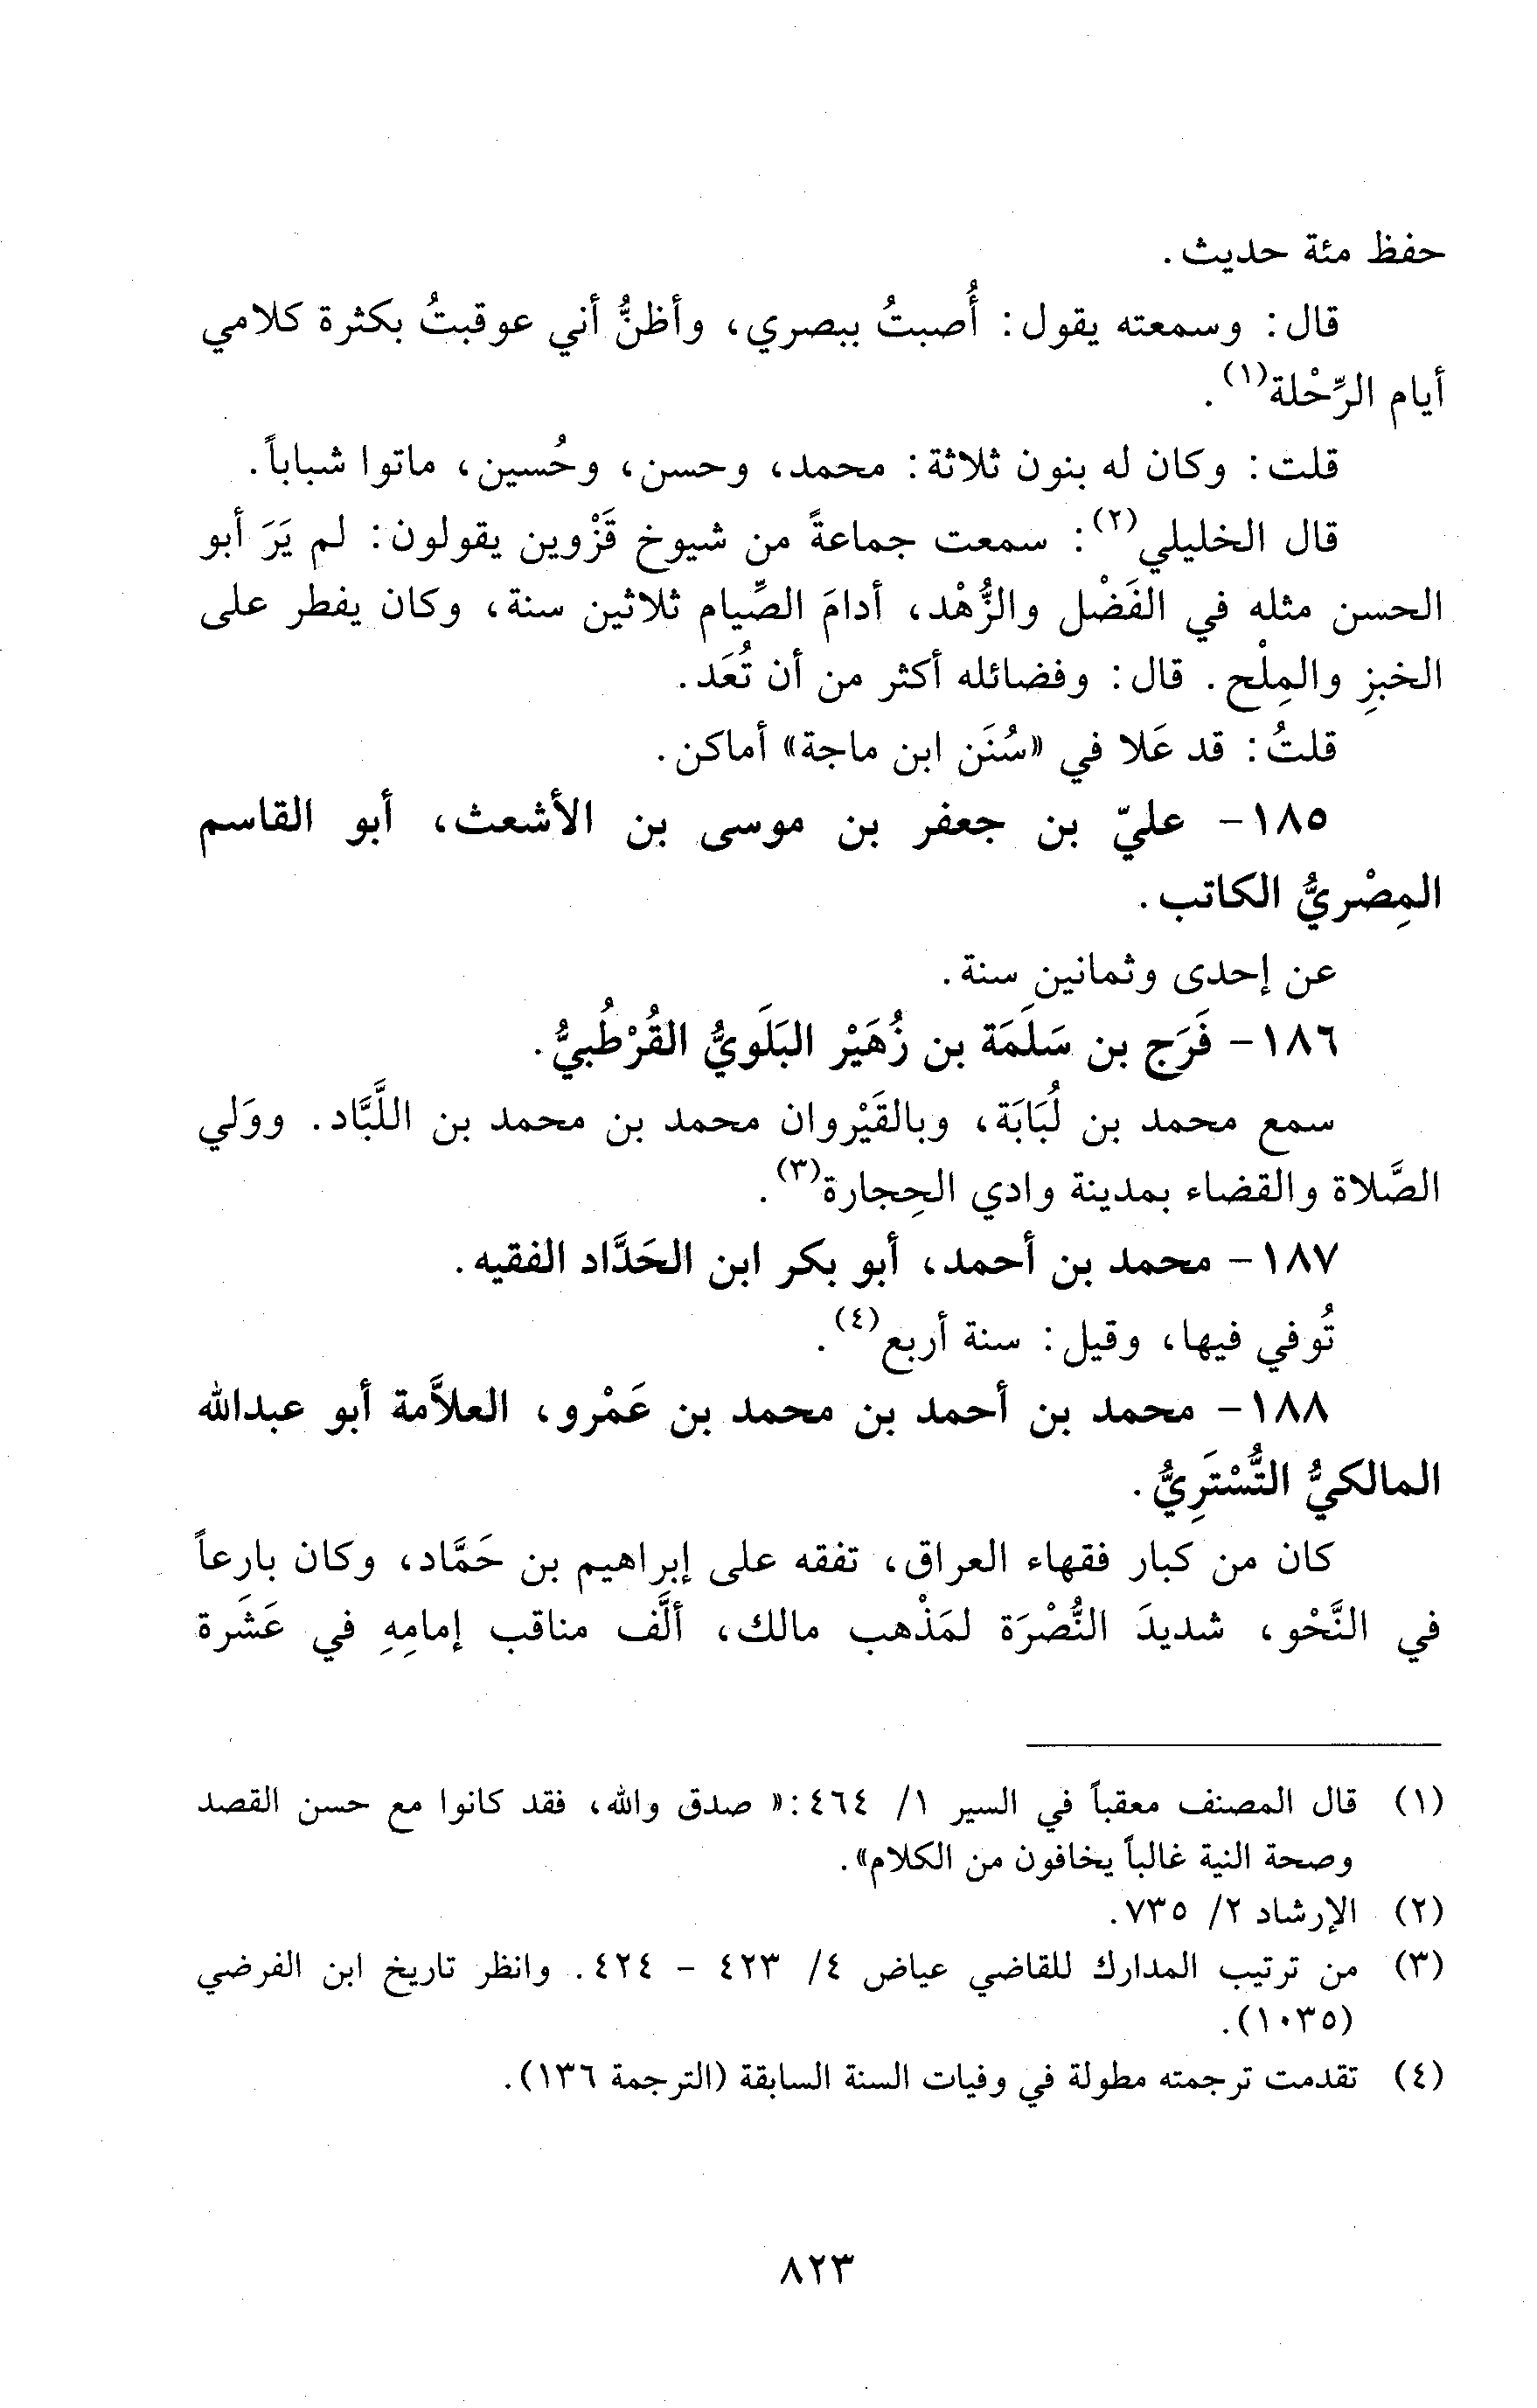 حفظ مئة حديث.
قال: وسمعته يقول: أُصبتُ ببصري، وأظنُّ أني عوقبتُ بكثرة كلامي
أيام الرِّحْلة(١).
قلت: وكان له بنون ثلاثة: محمد، وحسن، وحُسين، ماتوا شباباً.
قال الخليلي(٢): سمعت جماعةً من شيوخ قَزْوين يقولون: لم يَرَ أبو
الحسن مثله في الفَضْل والزُّهْد، أدامَ الصِّيام ثلاثين سنة، وكان يفطر على
الخبزِ والمِلْح. قال: وفضائله أكثر من أن تُعَد.
قلتُ: قد عَلا في «سُنَن ابن ماجة» أماكن.
١٨٥- عليّ بن جعفر بن موسى بن الأشعث، أبو القاسم
المِصْريُّ الكاتب.
عن إحدى وثمانين سنة.
١٨٦- فَرَج بن سَلَمَة بن زُهَيْر البَلَويُّ القُرْطُبيُّ.
سمع محمد بن لُبَابَة، وبالقَيْروان محمد بن محمد بن اللَّبَّاد. ووَلي
الصَّلاة والقضاء بمدينة وادي الحِجارة(٣).
١٨٧- محمد بن أحمد، أبو بكر ابن الحَدَّاد الفقيه.
تُوفي فيها، وقيل: سنة أربع(٤).
١٨٨- محمد بن أحمد بن محمد بن عَمْرو، العلاَّمة أبو عبدالله
المالكيُّ التُّسْتَرِيُّ.
كان من كبار فقهاء العراق، تفقه على إبراهيم بن حَمَّاد، وكان بارعاً
في النَّحْو، شديدَ النُّصْرَة لمَذْهب مالك، ألَّف مناقب إمامِهِ في عَشَرة
(١) قال المصنف معقباً في السير ١/ ٤٦٤:« صدق والله، فقد كانوا مع حسن القصد
وصحة النية غالباً يخافون من الكلام».
(٢) الإرشاد ٢/ ٧٣٥.
(٣) من ترتيب المدارك للقاضي عياض ٤/ ٤٢٣ - ٤٢٤. وانظر تاريخ ابن الفرضي
(١٠٣٥).
(٤) تقدمت ترجمته مطولة في وفيات السنة السابقة (الترجمة ١٣٦).
٨٢٣